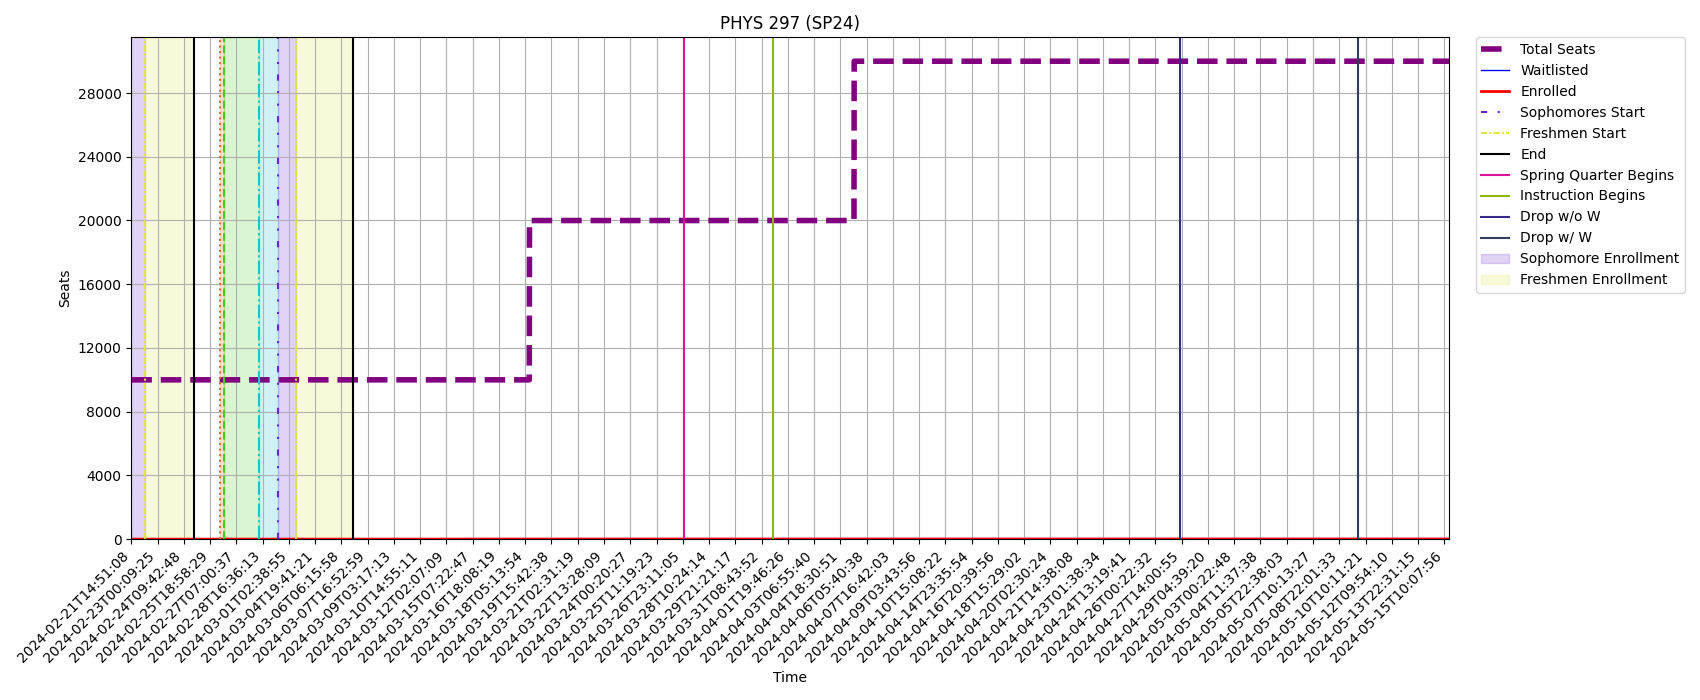 PHYS 297 (SP24)
Total Seats
Waitlisted
Enrolled
Sophomores Start
Freshmen Start
End
Spring Quarter Begins
Instruction Begins
Drop w/o W
Drop w/ W
Sophomore Enrollment
Freshmen Enrollment
Seats
28000
24000
20000
16000
12000
8000
4000
0
2024-02-21T14:51:08
2024-02-23T00:09:25
2024-02-24T09:42:48
2024-02-25T18:58:29
2024-02-27T07:00:37
2024-02-28T16:36:13
2024-03-01T02:38:55
2024-03-04T19:41:21
2024-03-06T06:15:58
2024-03-07T16:52:59
2024-03-09T03:17:13
2024-03-10T14:55:11
2024-03-12T02:07:09
2024-03-15T07:22:47
2024-03-16T18:08:19
2024-03-18T05:13:54
2024-03-19T15:42:38
2024-03-21T02:31:19
2024-03-22T13:28:09
2024-03-24T00:20:27
2024-03-25T11:19:23
2024-03-26T23:11:05
2024-03-28T10:24:14
2024-03-29T21:21:17
2024-03-31T08:43:52
2024-04-01T19:46:26
2024-04-03T06:55:40
2024-04-04T18:30:51
2024-04-06T05:40:38
2024-04-07T16:42:03
2024-04-09T03:43:56
2024-04-10T15:08:22
2024-04-14T23:35:54
2024-04-16T20:39:56
2024-04-18T15:29:02
2024-04-20T02:30:24
2024-04-21T14:38:08
2024-04-23T01:38:34
2024-04-24T13:19:41
2024-04-26T00:22:32
2024-04-27T14:00:55
2024-04-29T04:39:20
2024-05-03T00:22:48
2024-05-04T11:37:38
2024-05-05T22:38:03
2024-05-07T10:13:27
2024-05-08T22:01:33
2024-05-10T10:11:21
2024-05-12T09:54:10
2024-05-13T22:31:15
2024-05-15T10:07:56
Time